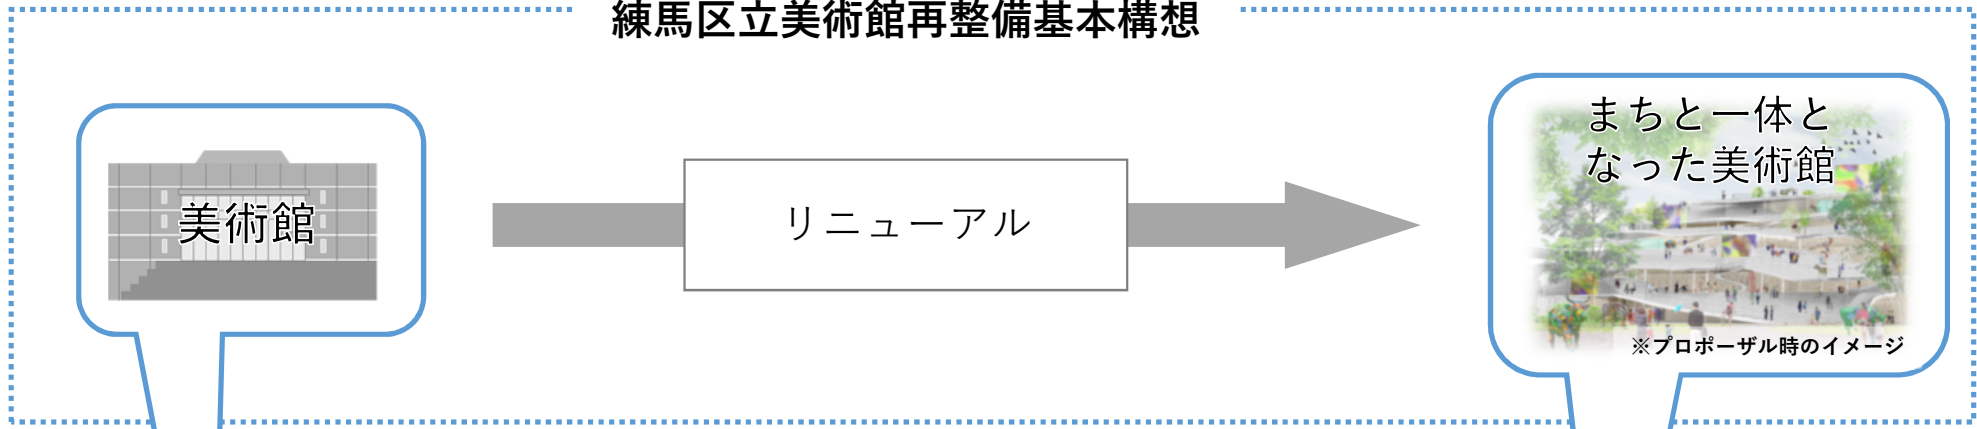 練馬区立美術館再整備基本構想
美術館
リニューアル
まちと一体と
なった美術館
※プロポーザル時のイメージ